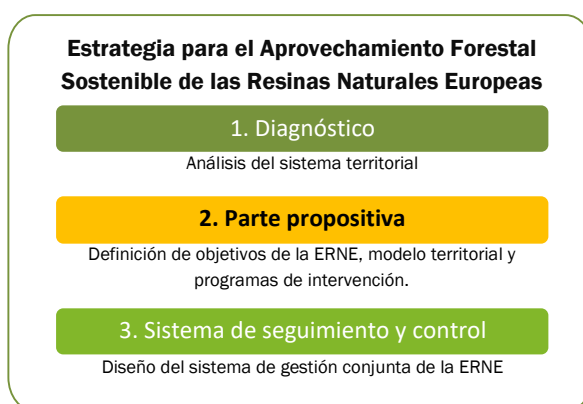 Estrategia para el Aprovechamiento Forestal
Sostenible de las Resinas Naturales Europeas
1. Diagnóstico
Análisis del sistema territorial
2. Parte propositiva
Definición de objetivos de la ERNE, modelo territorial y
programas de intervención.
3. Sistema de seguimiento y control
Diseño del sistema de gestión conjunta de la ERNE